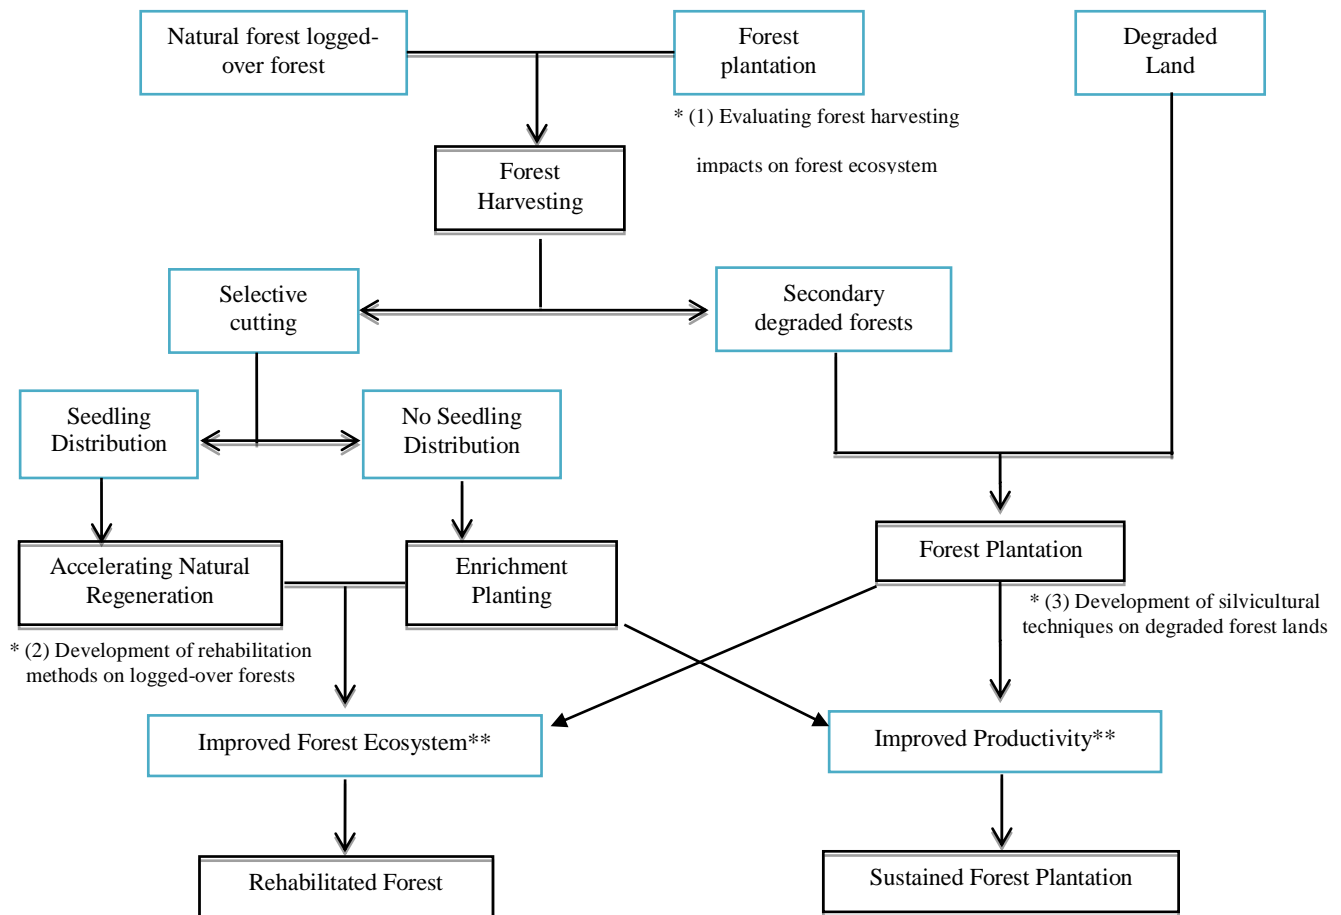 Natural forest logged-
over forest
Forest
plantation
Degraded
Land
* (1) Evaluating forest harvesting
impacts on forest ecosystem
Forest
Harvesting
Selective
cutting
Secondary
degraded forests
Seedling
Distribution
No Seedling
Distribution
Accelerating Natural
Regeneration
Enrichment
Planting
Forest Plantation
* (2) Development of rehabilitation
methods on logged-over forests
* (3) Development of silvicultural
techniques on degraded forest lands
Improved Forest Ecosystem**
Improved Productivity**
Rehabilitated Forest
Sustained Forest Plantation